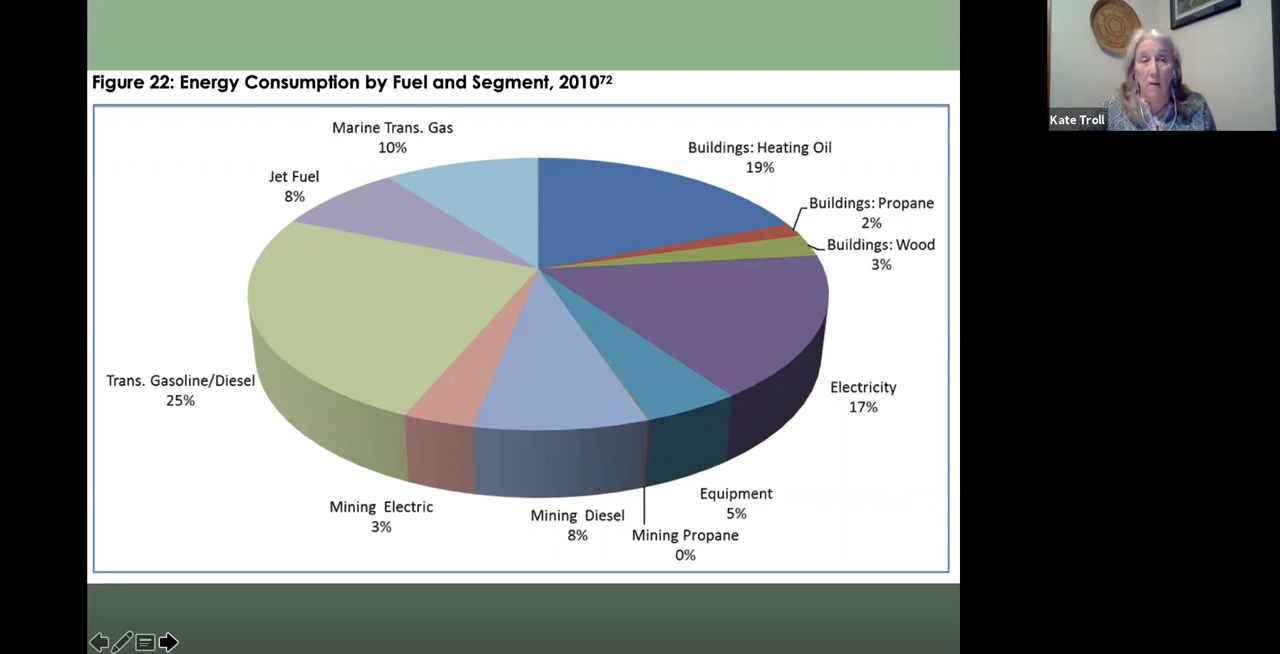 Figure 22: Energy Consumption by Fuel and Segment, 2010⁷²
Kate Troll
Marine Trans. Gas
10%
Buildings: Heating Oil
19%
Jet Fuel
8%
Buildings: Propane
2%
Buildings: Wood
3%
Trans. Gasoline/Diesel
25%
Electricity
17%
Mining Electric
3%
Mining Diesel
8%
Mining Propane
0%
Equipment
5%